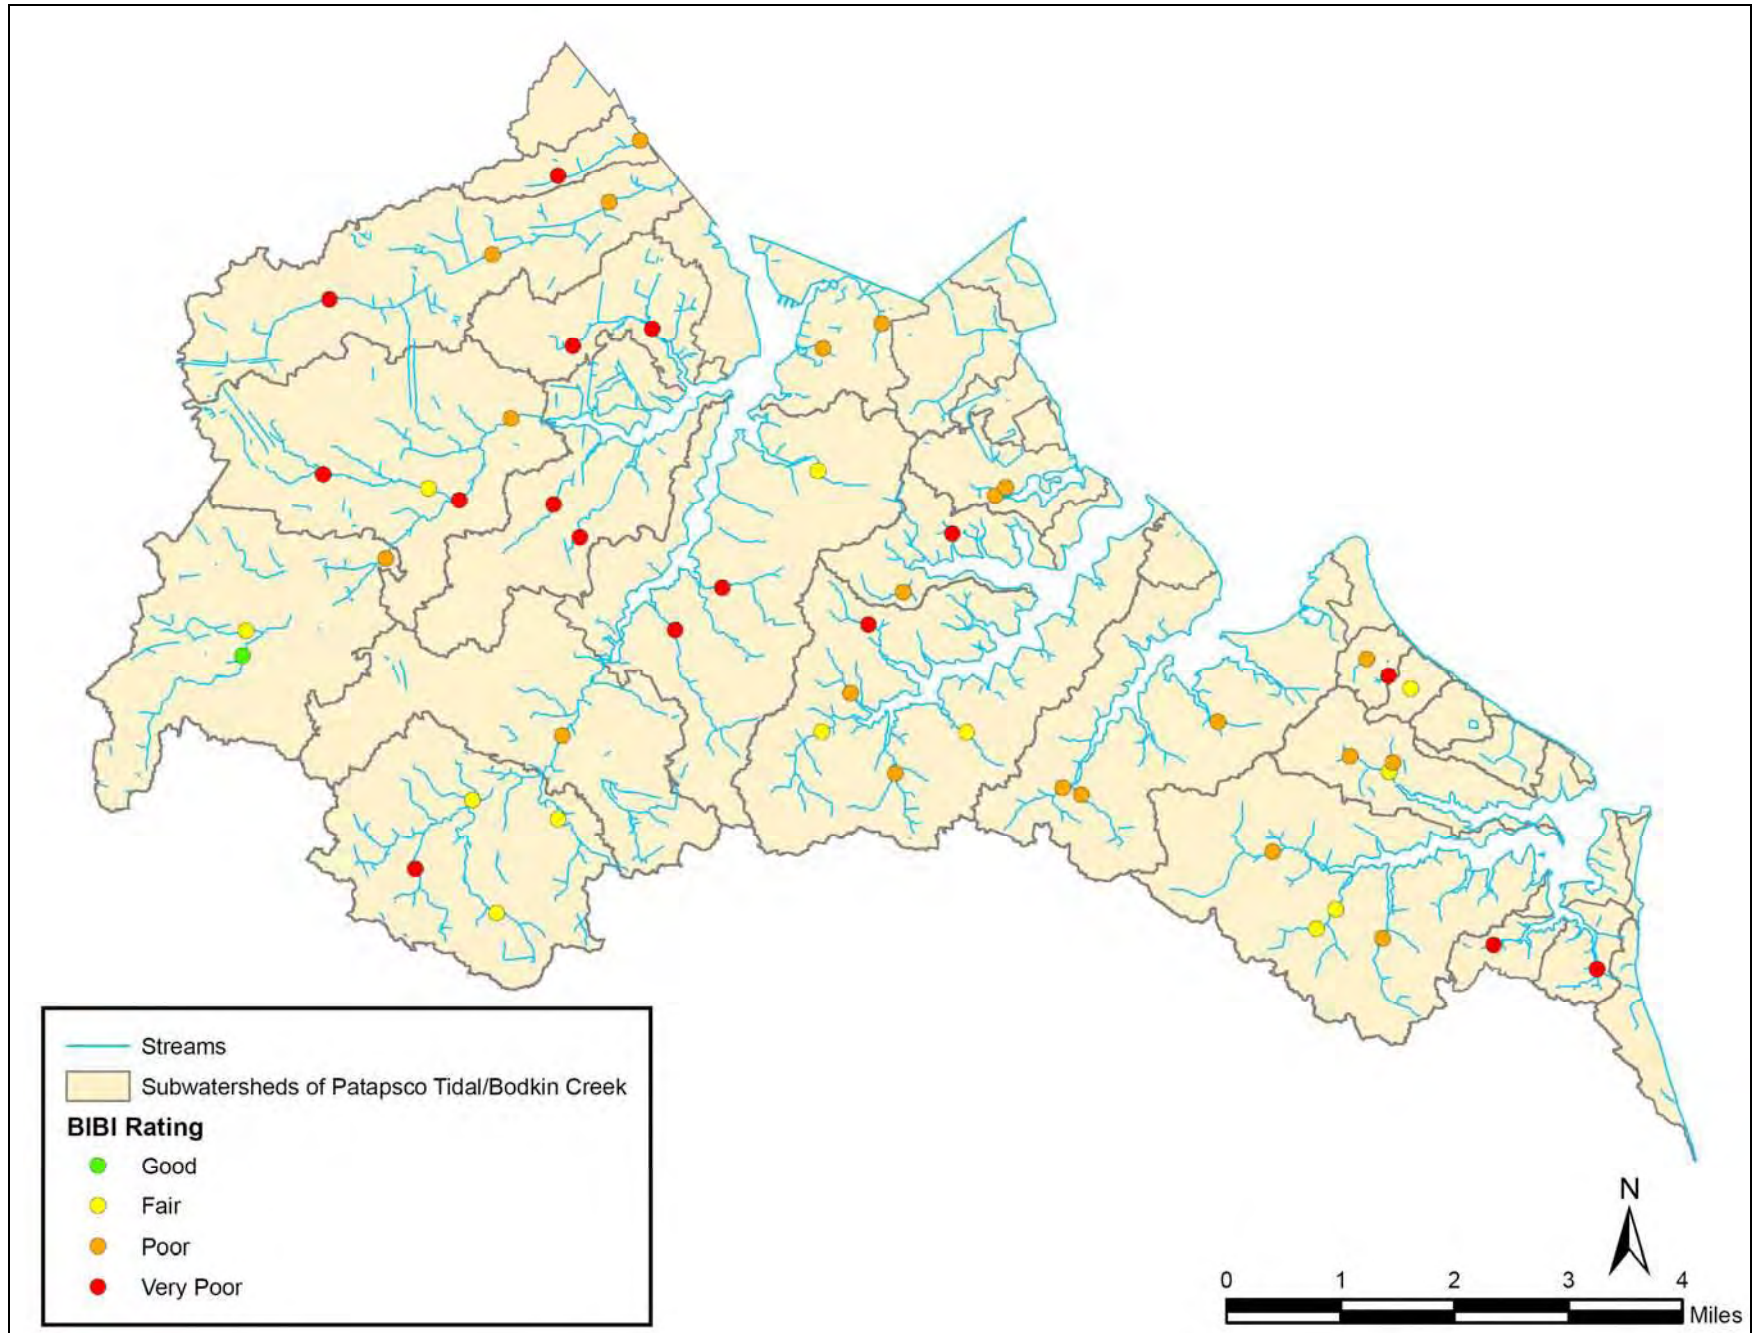 Streams
Subwatersheds of Patapsco Tidal/Bodkin Creek
BIBI Rating
Good
Fair
Poor
Very Poor
N
0 1 2 3 4
Miles